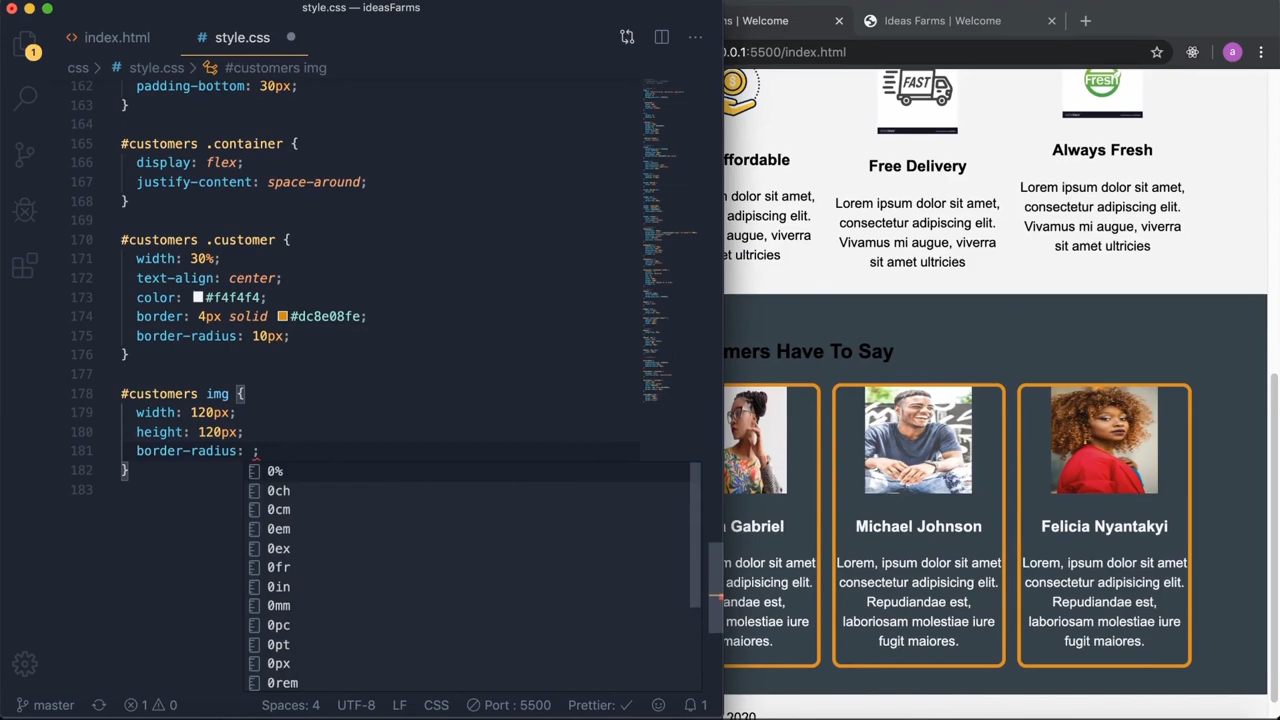 style.css — ideasFarms
index.html
# style.css
1
css
# style.css
#customers img
162 padding-bottom: 30px;
163 }
164
165 #customers .container {
166 display: flex;
167 justify-content: space-around;
168 }
169
170 #customers .customer {
171 width: 30%;
172 text-align: center;
173 color: #f4f4f4;
174 border: 4px solid #dc8e08fe;
175 border-radius: 10px;
176 }
177
178 #customers img {
179 width: 120px;
180 height: 120px;
181 border-radius: ;
182 }
183
0%
0ch
0cm
0em
0ex
0fr
0in
0mm
0pc
0pt
0px
0rem
master
1
0
Spaces: 4
UTF-8
LF
CSS
Port : 5500
Prettier: ✓
1
ms | Welcome
Ideas Farms | Welcome
0.0.1:5500/index.html
a
ffordable
m dolor sit amet,
adipiscing elit.
augue, viverra
et ultricies
FAST
Free Delivery
Lorem ipsum dolor sit amet,
consectetur adipiscing elit.
Vivamus mi augue, viverra
sit amet ultricies
Fresh
Always Fresh
Lorem ipsum dolor sit amet,
consectetur adipiscing elit.
Vivamus mi augue, viverra
sit amet ultricies
mers Have To Say
Gabriel
m dolor sit amet
adipisicing elit.
andae est,
molestiae iure
maiores.
Michael Johnson
Lorem, ipsum dolor sit amet
consectetur adipisicing elit.
Repudiandae est,
laboriosam molestiae iure
fugit maiores.
Felicia Nyantakyi
Lorem, ipsum dolor sit amet
consectetur adipisicing elit.
Repudiandae est,
laboriosam molestiae iure
fugit maiores.
2020